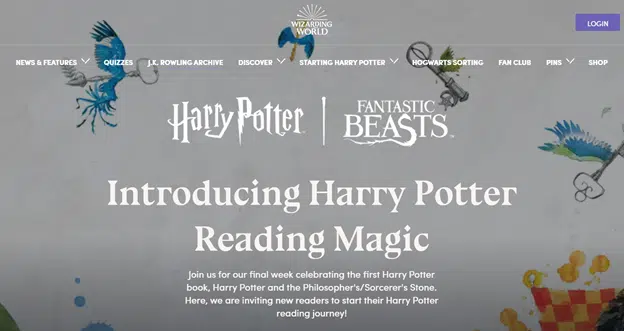 WIZARDING
WORLD
LOGIN
NEWS & FEATURES
QUIZZES
J.K. ROWLING ARCHIVE
DISCOVER
STARTING HARRY POTTER
HOGWARTS SORTING
FAN CLUB
PINS
SHOP
Harry Potter™
FANTASTIC
BEASTS™
Introducing Harry Potter
Reading Magic
Join us for our final week celebrating the first Harry Potter
book, Harry Potter and the Philosopher's/Sorcerer's Stone.
Here, we are inviting new readers to start their Harry Potter
reading journey!